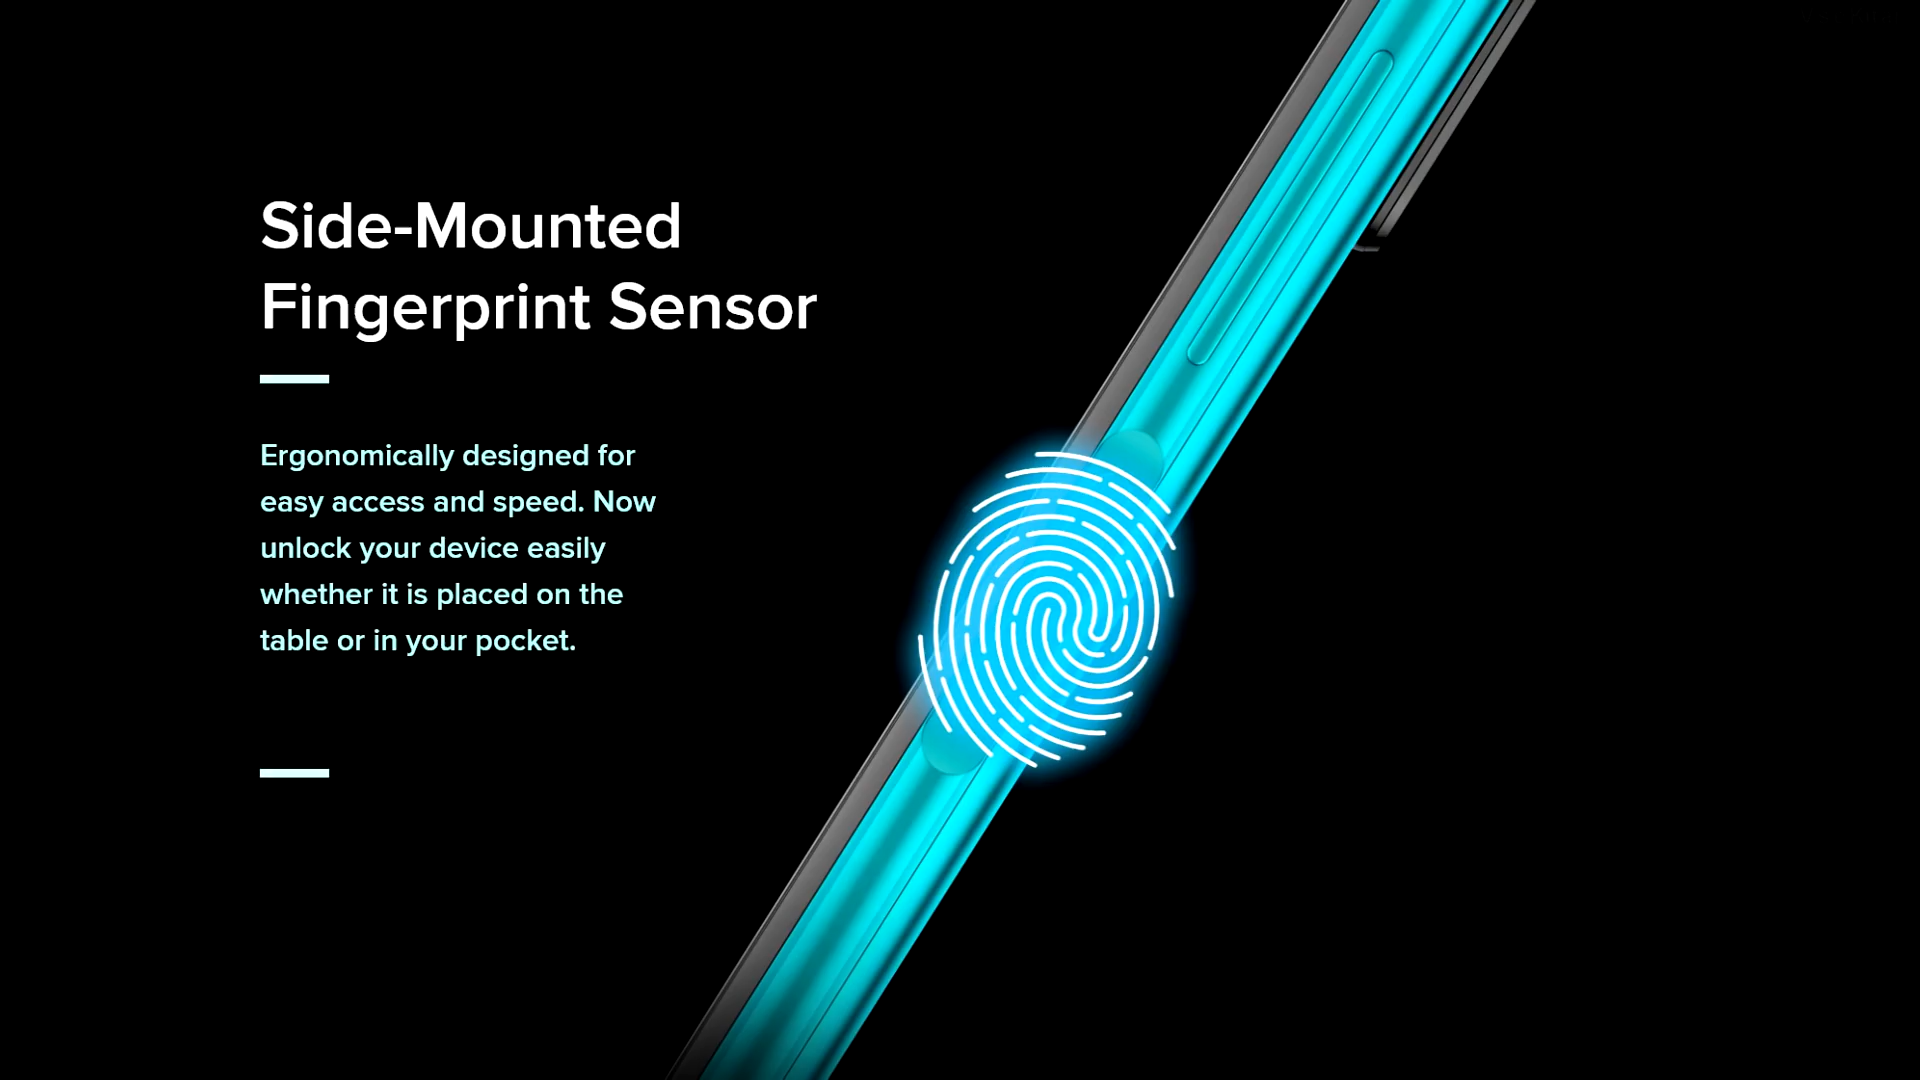 Side-Mounted
Fingerprint Sensor
Ergonomically designed for
easy access and speed. Now
unlock your device easily
whether it is placed on the
table or in your pocket.